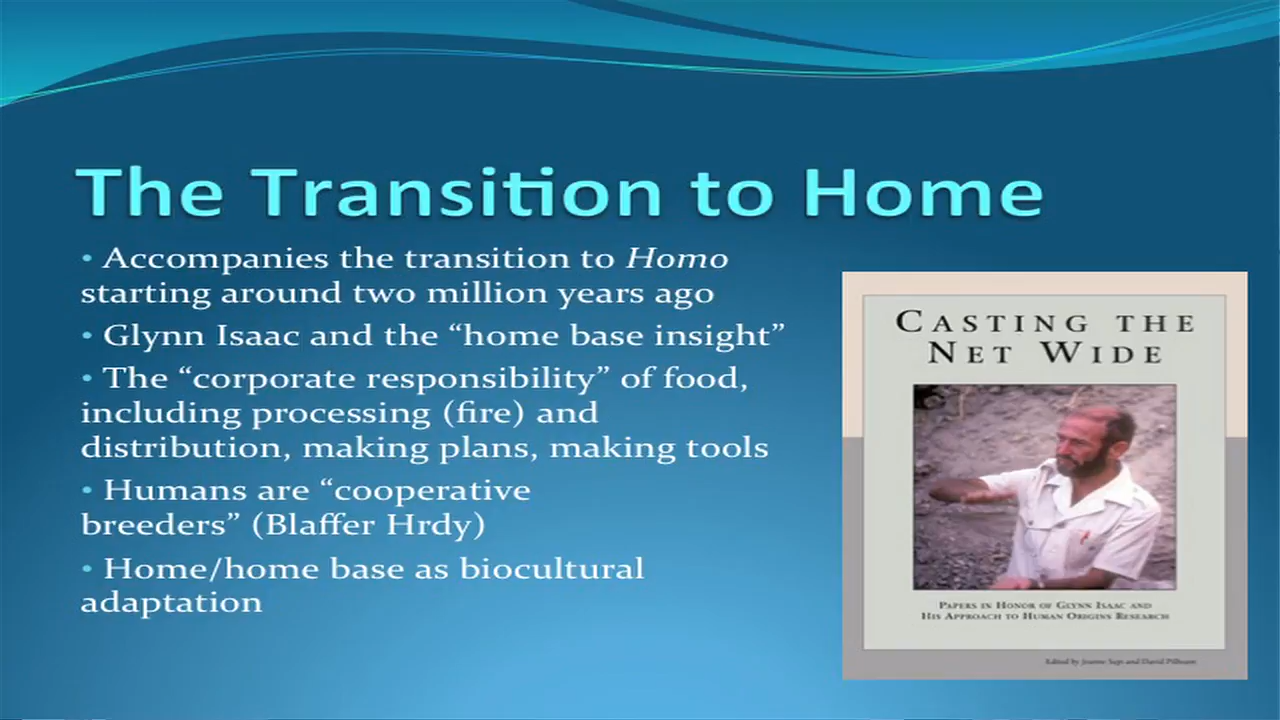 The Transition to Home
• Accompanies the transition to Homo
starting around two million years ago
• Glynn Isaac and the “home base insight”
• The “corporate responsibility” of food,
including processing (fire) and
distribution, making plans, making tools
• Humans are “cooperative
breeders” (Blaffer Hrdy)
• Home/home base as biocultural
adaptation
CASTING THE
NET WIDE
PAPERS IN HONOR OF GLYNN ISAAC AND
HIS APPROACH TO HUMAN ORIGINS RESEARCH
Edited by Jeanne Sept and David Pilbeam